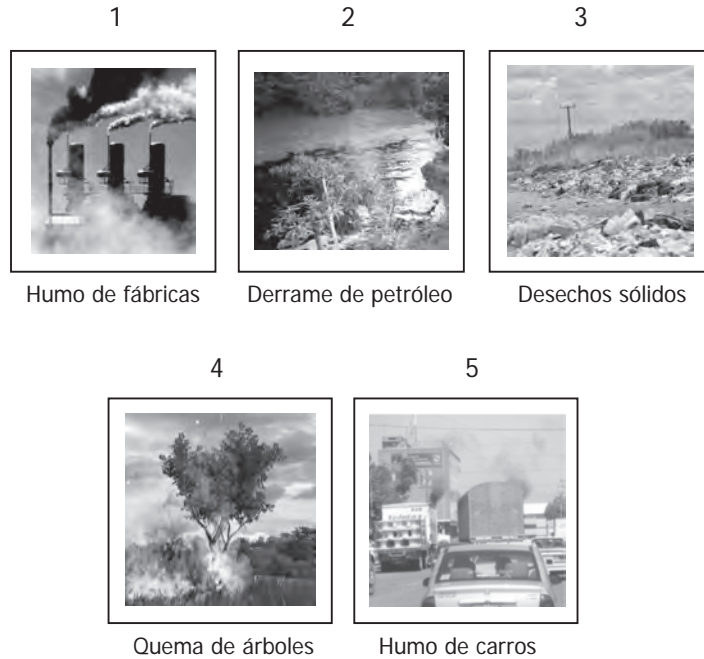 1 2 3
Humo de fábricas Derrame de petróleo Desechos sólidos
4 5
Quema de árboles Humo de carros